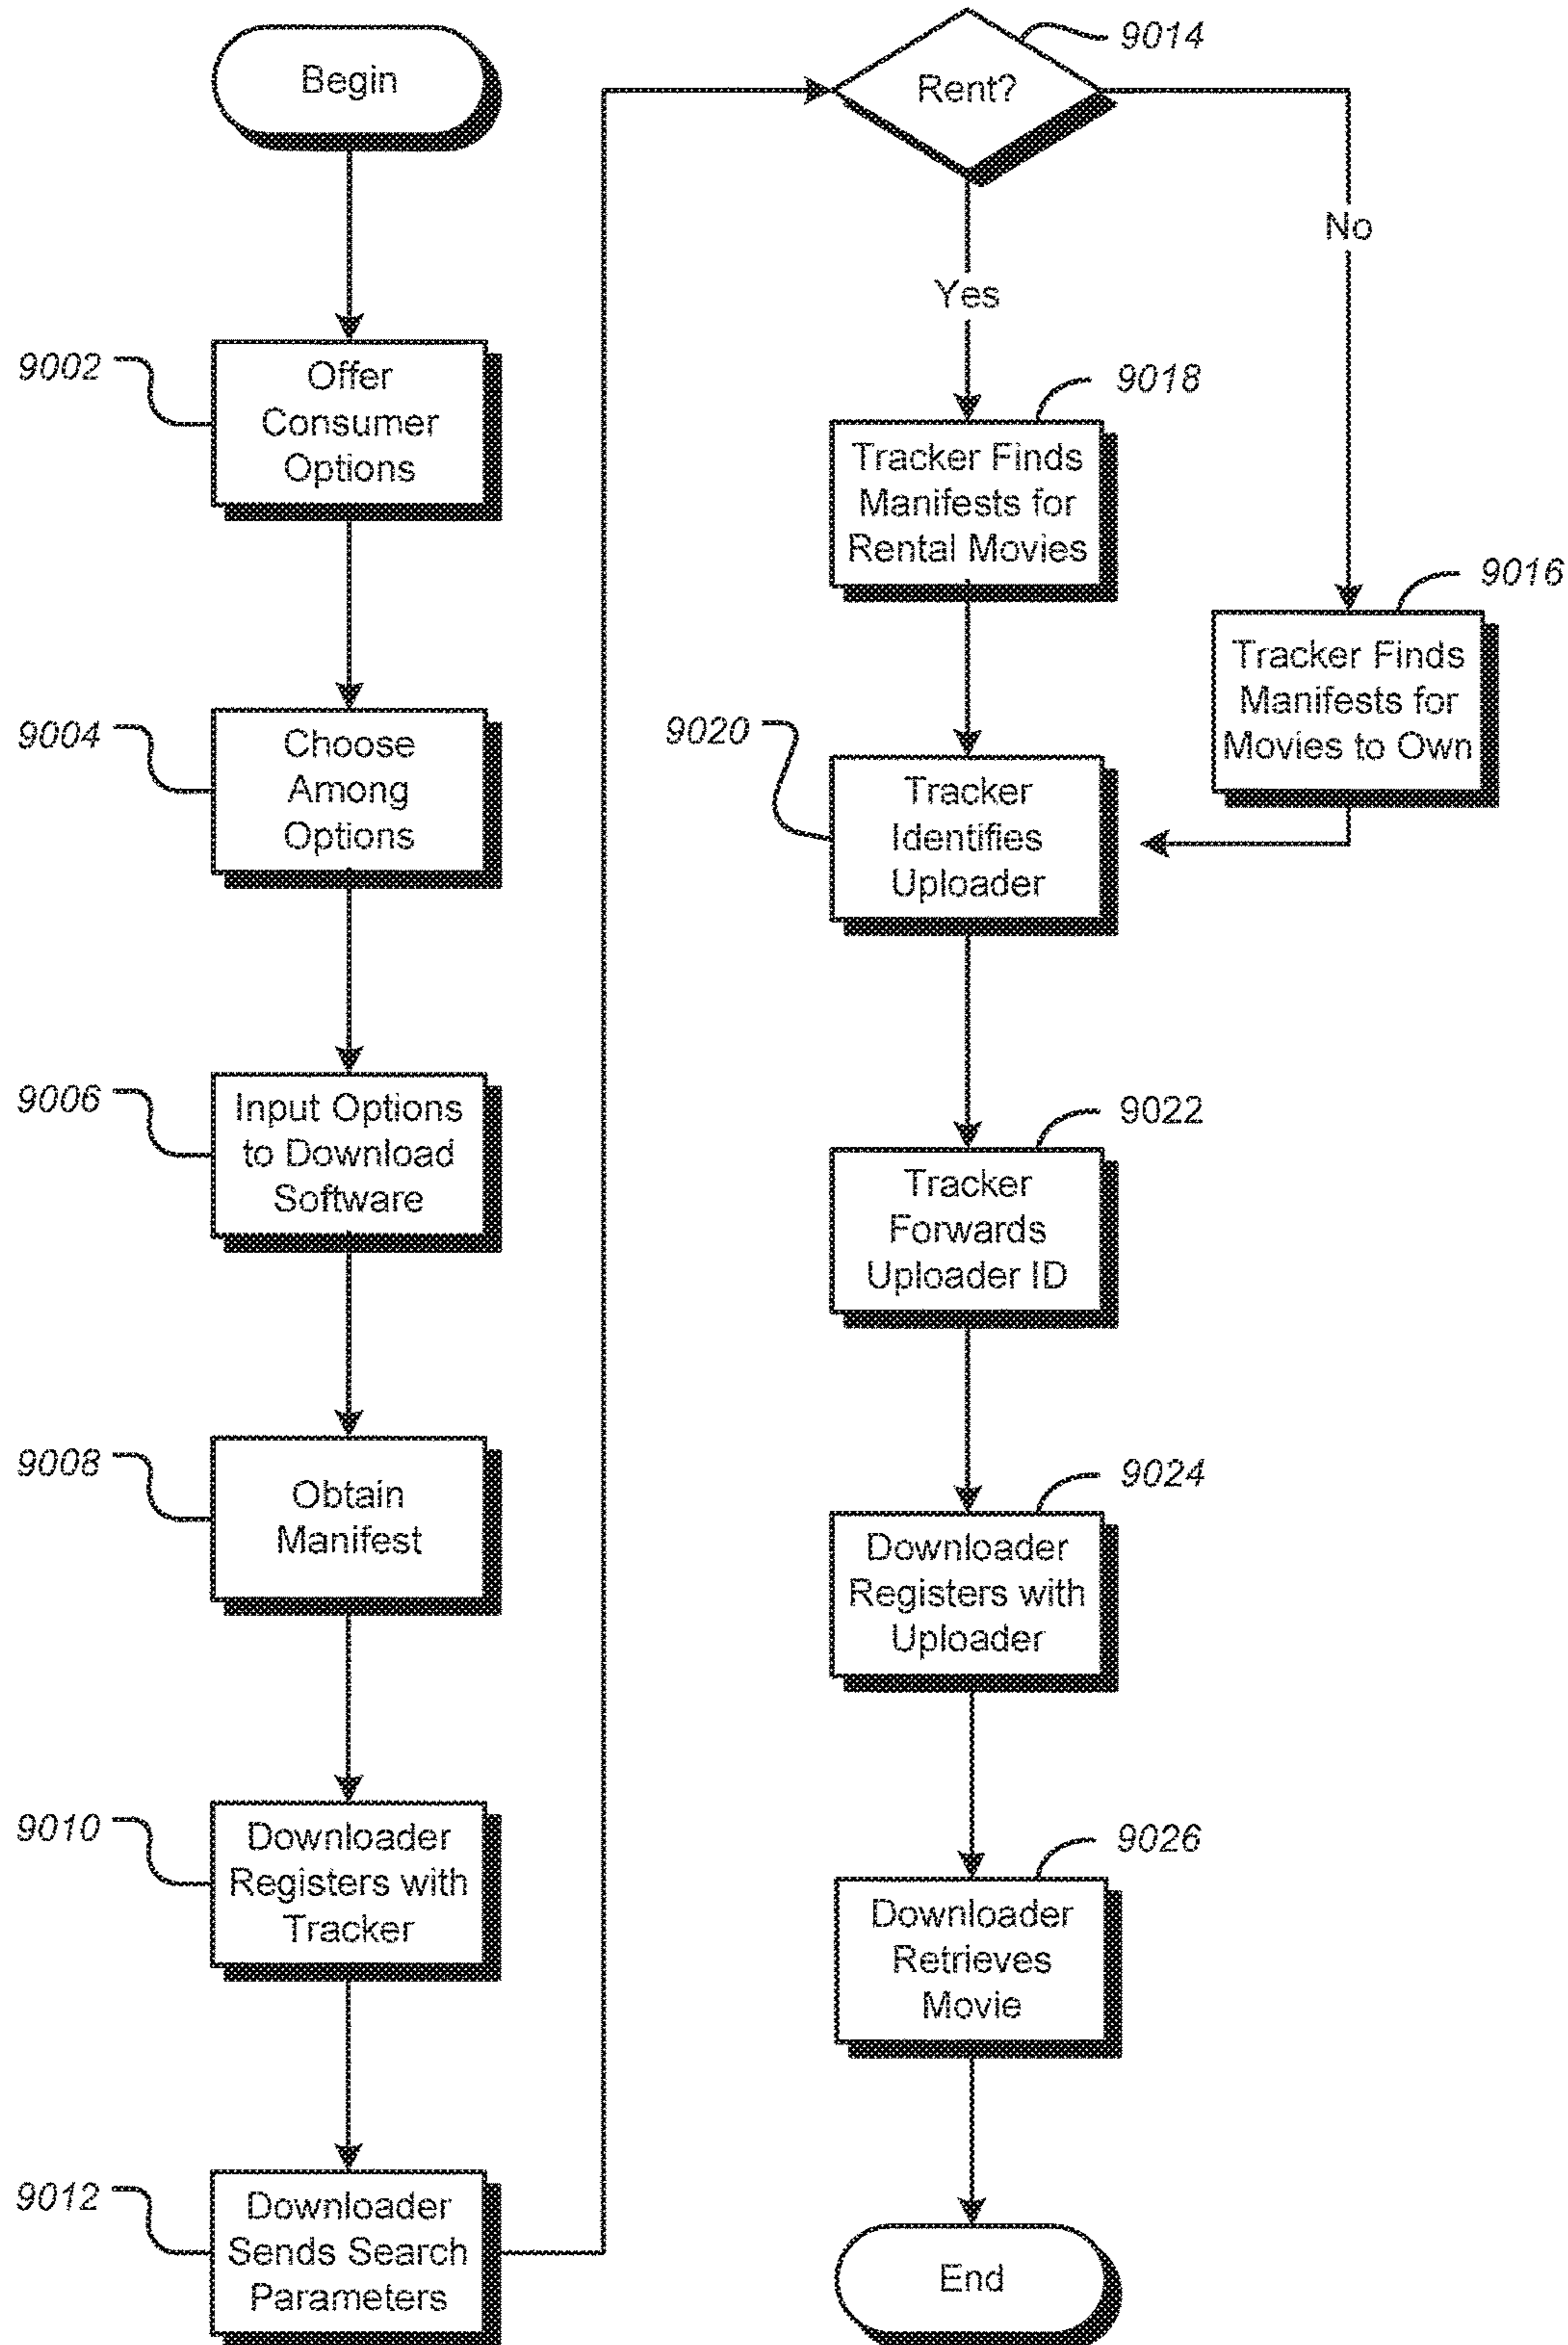 Begin
9002
Offer
Consumer
Options
9004
Choose
Among
Options
9006
Input Options
to Download
Software
9008
Obtain
Manifest
9010
Downloader
Registers with
Tracker
9012
Downloader
Sends Search
Parameters
9014
Rent?
No
Yes
9018
Tracker Finds
Manifests for
Rental Movies
9016
Tracker Finds
Manifests for
Movies to Own
9020
Tracker
Identifies
Uploader
9022
Tracker
Forwards
Uploader ID
9024
Downloader
Registers with
Uploader
9026
Downloader
Retrieves
Movie
End